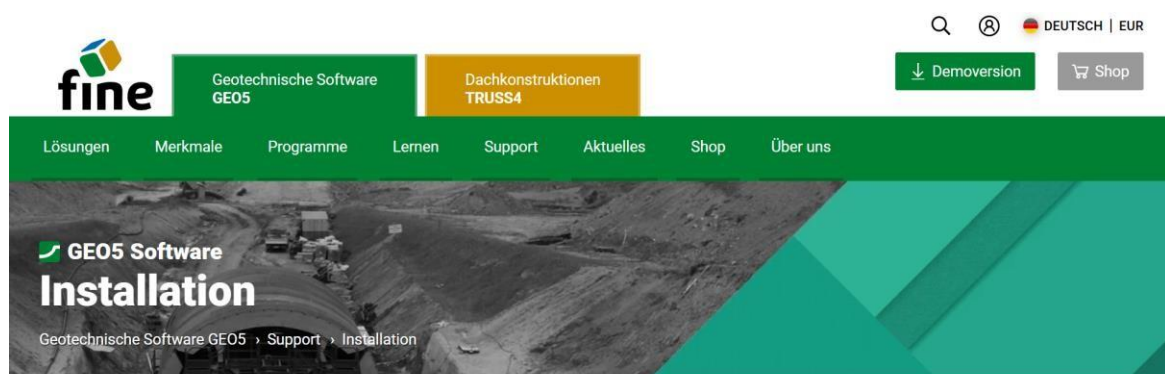 DEUTSCH | EUR
fine
Geotechnische Software
GEO5
Dachkonstruktionen
TRUSS4
Demoversion
Shop
Lösungen Merkmale Programme Lernen Support Aktuelles Shop Über uns
GEO5 Software
Installation
Geotechnische Software GEO5 › Support › Installation